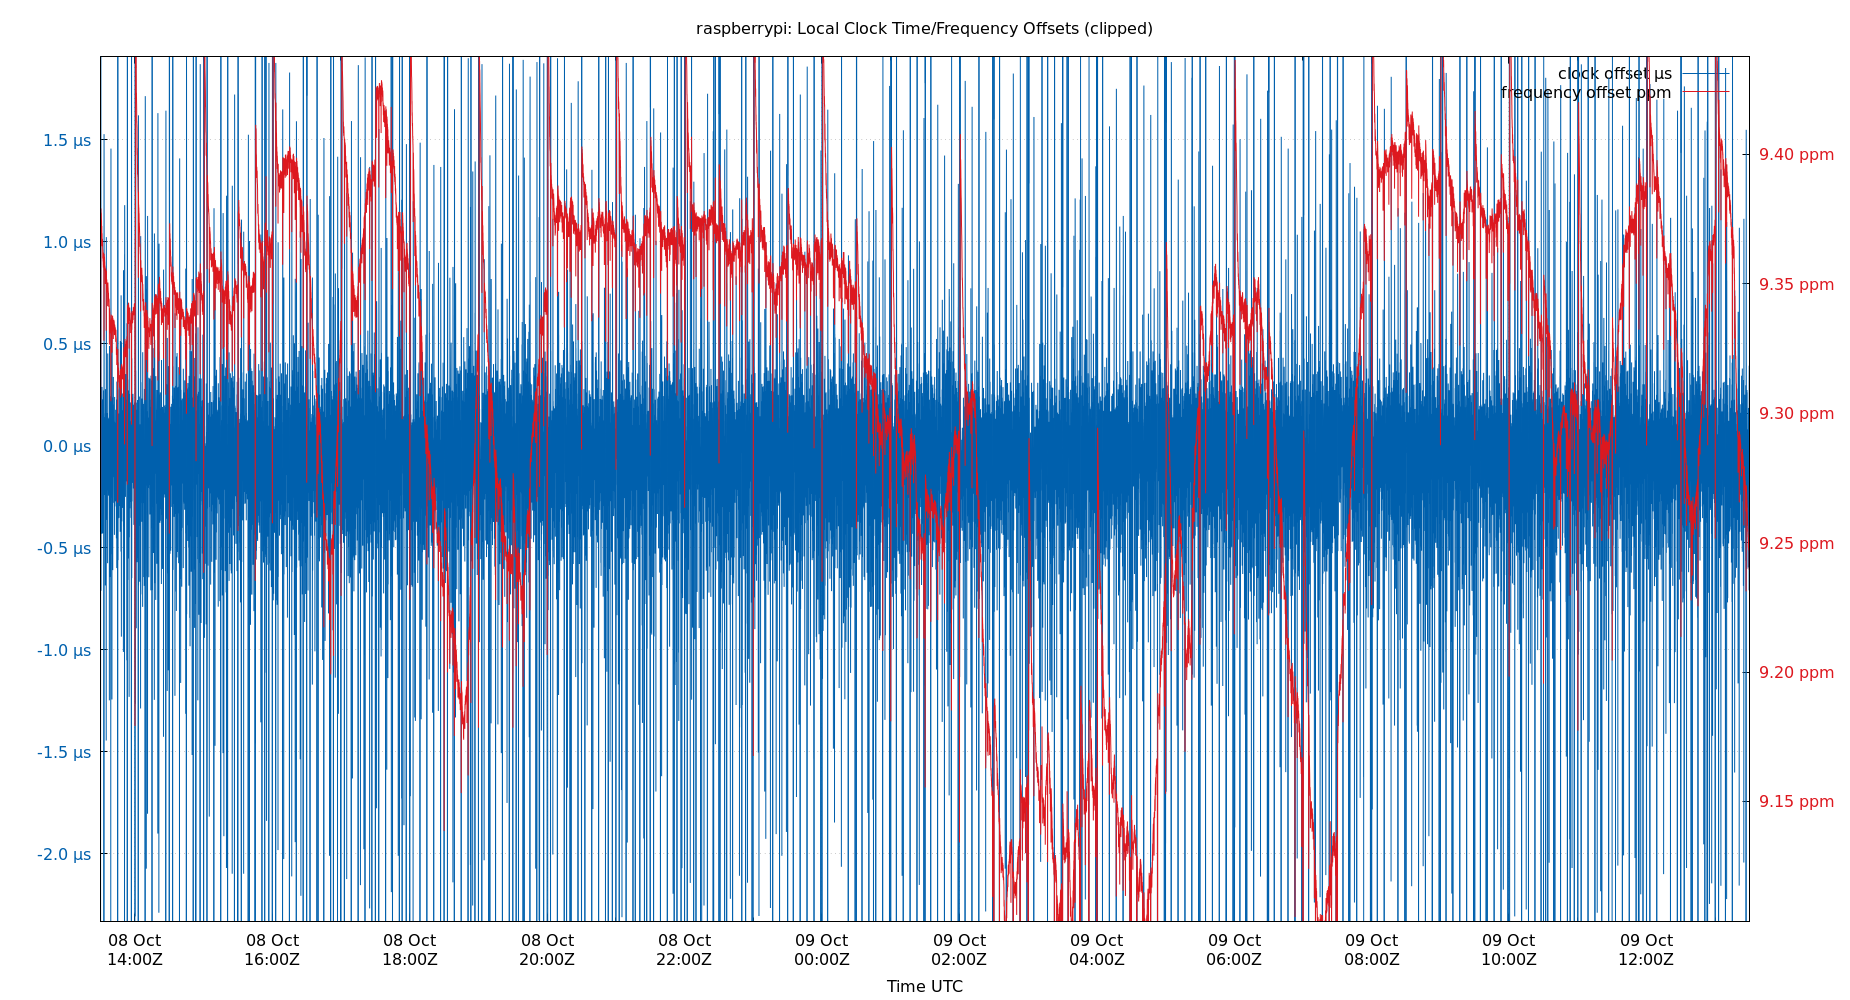 raspberrypi: Local Clock Time/Frequency Offsets (clipped)
clock offset µs
frequency offset ppm
1.5 µs
1.0 µs
0.5 µs
0.0 µs
-0.5 µs
-1.0 µs
-1.5 µs
-2.0 µs
9.40 ppm
9.35 ppm
9.30 ppm
9.25 ppm
9.20 ppm
9.15 ppm
08 Oct 08 Oct 08 Oct 08 Oct 08 Oct 09 Oct 09 Oct 09 Oct 09 Oct 09 Oct 09 Oct 09 Oct
14:00Z 16:00Z 18:00Z 20:00Z 22:00Z 00:00Z 02:00Z 04:00Z 06:00Z 08:00Z 10:00Z 12:00Z
Time UTC